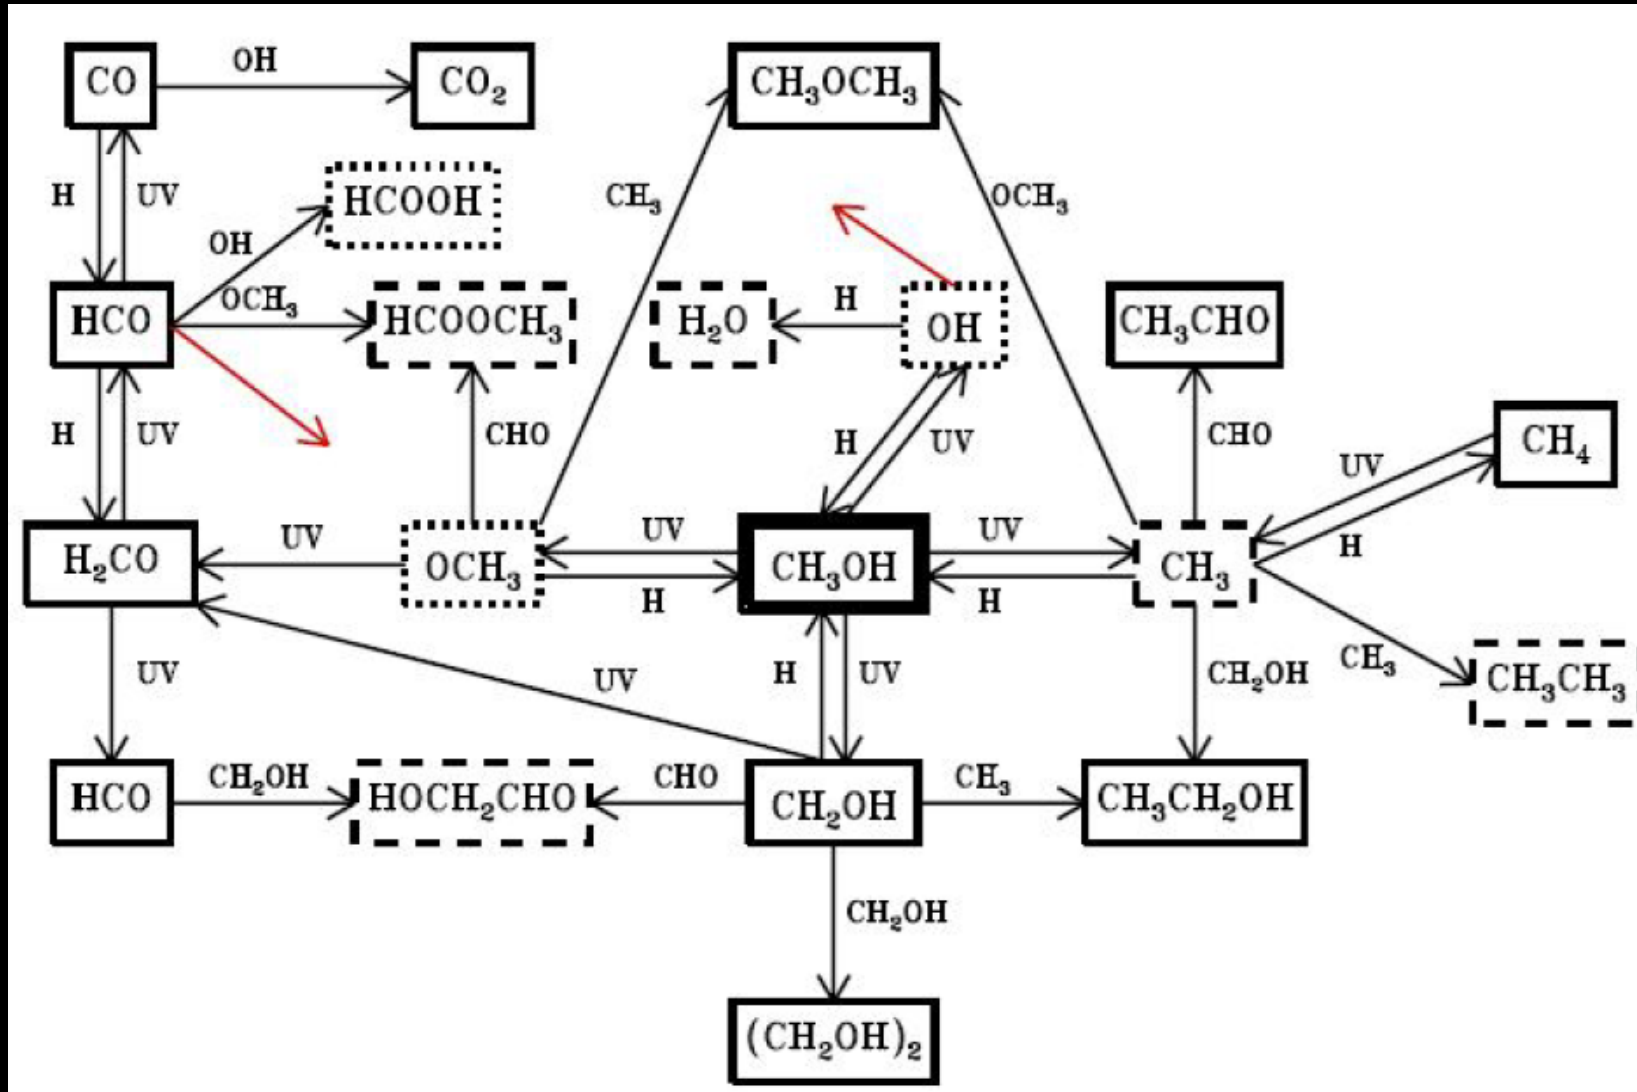 CO
OH
CO₂
CH₃OCH₃
H
UV
HCOOH
CH₃
OCH₃
OH
HCO
OCH₃
HCOOCH₃
H₂O
H
OH
CH₃CHO
H
UV
CHO
H
UV
CHO
UV
CH₄
H₂CO
UV
OCH₃
UV
H
CH₃OH
UV
H
CH₃
H
UV
UV
H
UV
CH₂OH
CH₃
CH₃CH₃
HCO
CH₂OH
HOCH₂CHO
CHO
CH₂OH
CH₃
CH₃CH₂OH
CH₂OH
(CH₂OH)₂